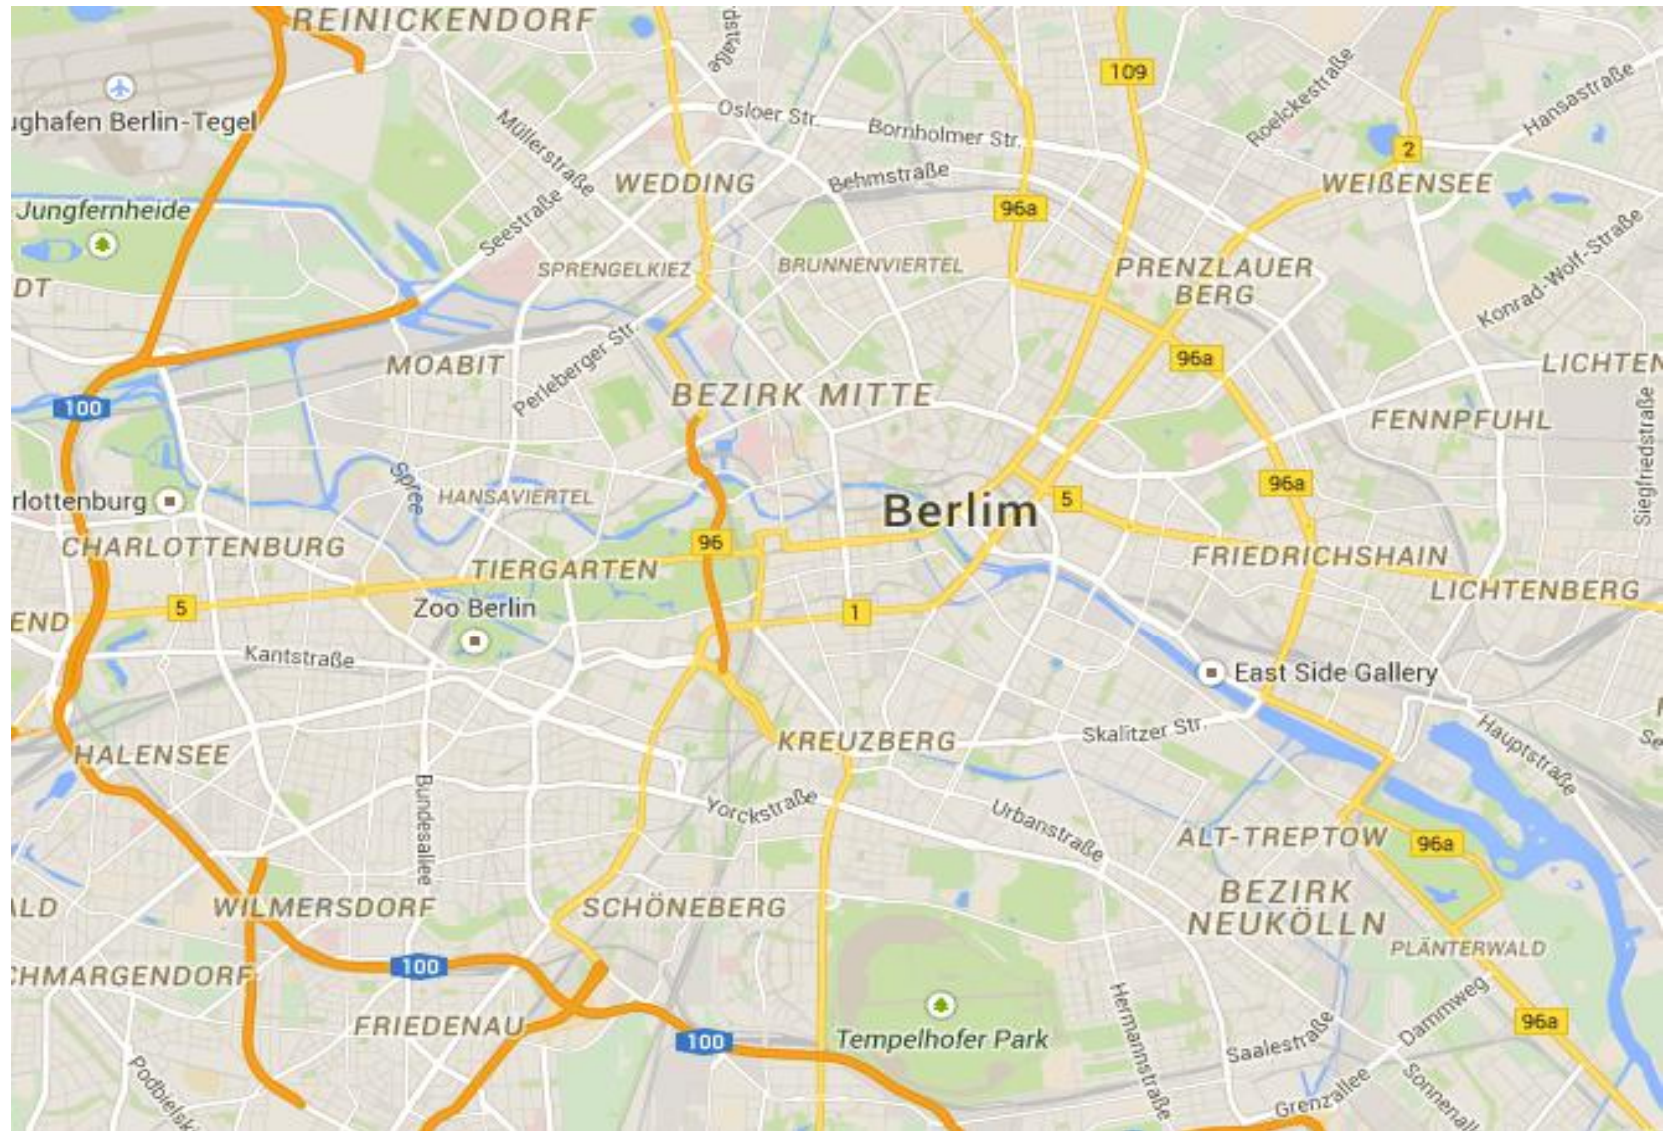 REINICKENDORF
dstraße
109
ughafen Berlin-Tegel
Müllerstraße
Osloer Str.
Bornholmer Str.
Roelckestraße
Hansastraße
2
Behmstraße
WEDDING
WEIßENSEE
96a
Jungfernheide
Seestraße
SPRENGELKIEZ
BRUNNENVIERTEL
PRENZLAUER
BERG
Konrad-Wolf-Straße
DT
Perleberger Str.
MOABIT
96a
LICHTEN
100
BEZIRK MITTE
FENNPFUHL
Siegfriedstraße
Spree
HANSAVIERTEL
rlottenburg
Berlim
5
96a
CHARLOTTENBURG
96
TIERGARTEN
FRIEDRICHSHAIN
LICHTENBERG
END
5
Zoo Berlin
1
Kantstraße
East Side Gallery
HALENSEE
KREUZBERG
Skalitzer Str.
Hauptstraße
Se
Bundesallee
Yorckstraße
Urbanstraße
ALT-TREPTOW
96a
BEZIRK
NEUKÖLLN
ALD
WILMERSDORF
SCHÖNEBERG
PLÄNTERWALD
100
CHMARGENDORF
FRIEDENAU
100
Tempelhofer Park
Hermannstraße
Saalestraße
Dammweg
96a
Podbielsk
Grenzallee
Sonnenall